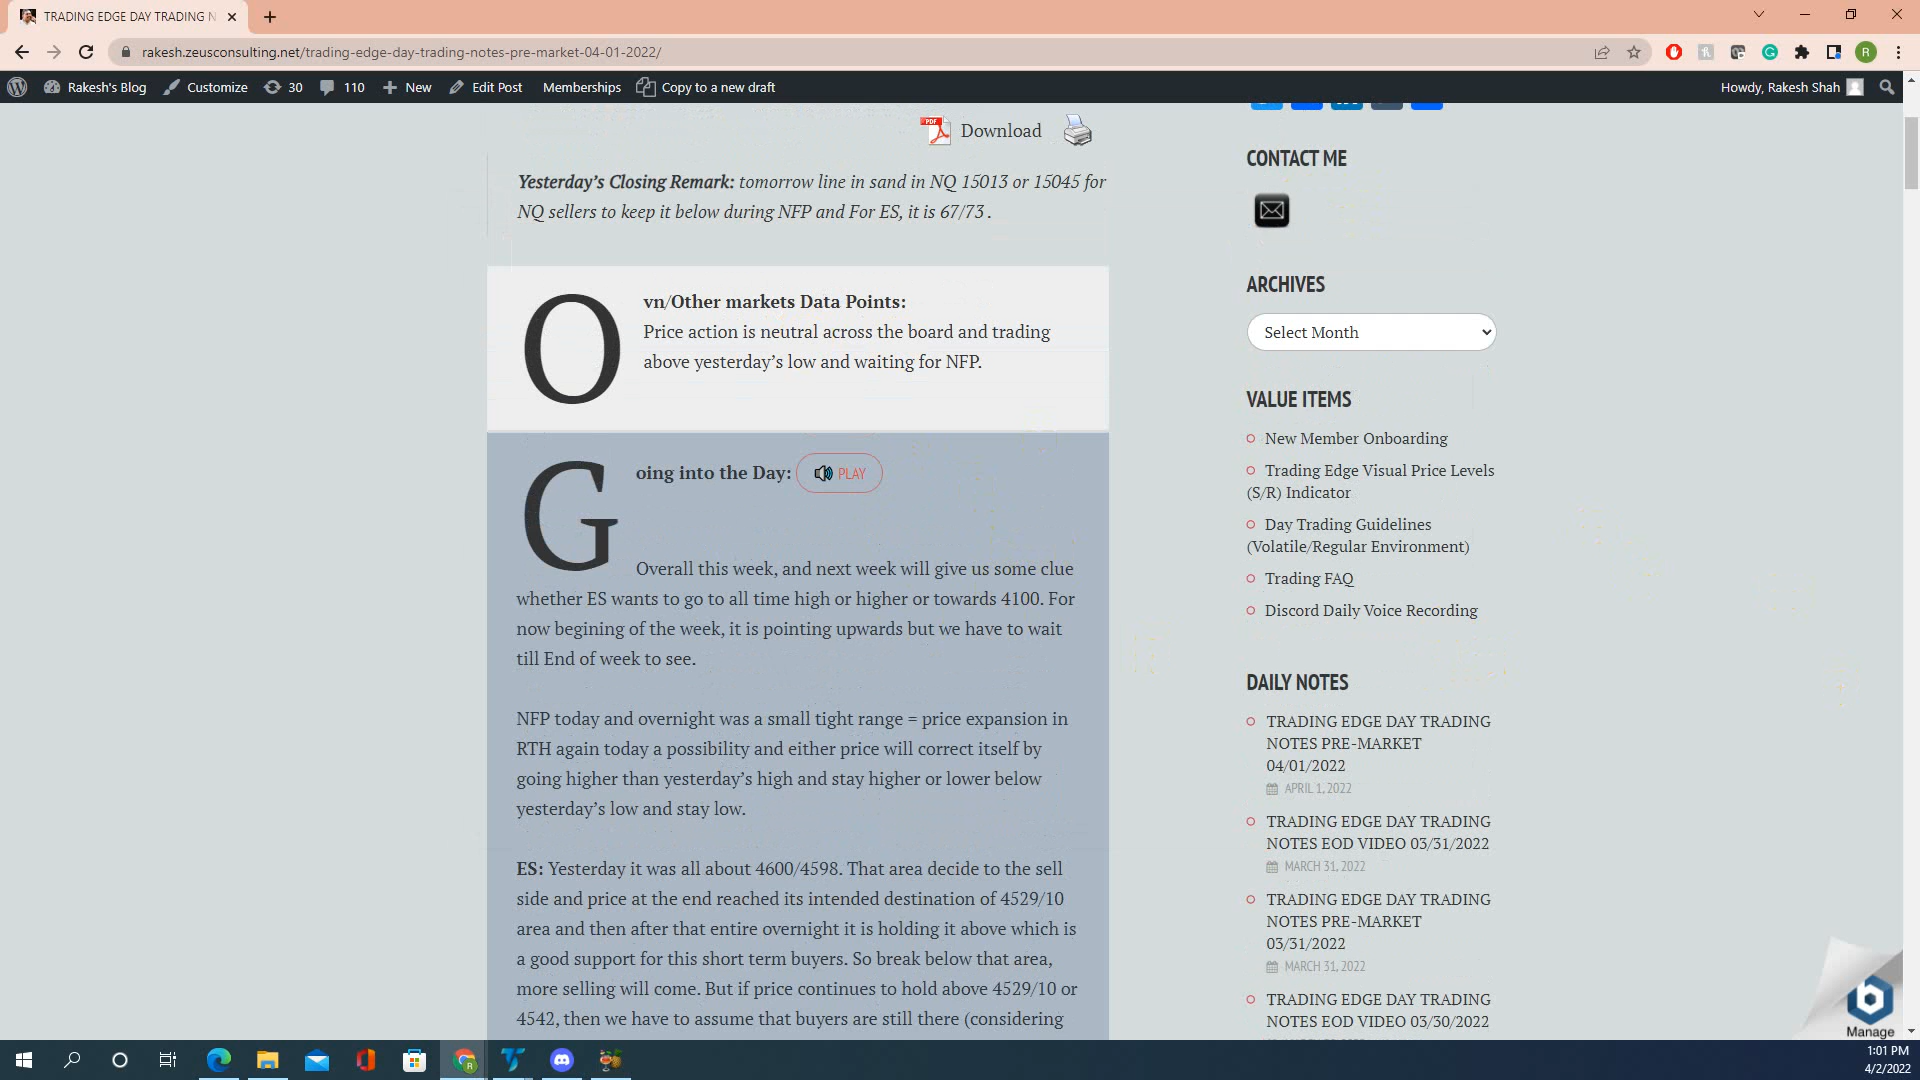 TRADING EDGE DAY TRADING N
rakesh.zeusconsulting.net/trading-edge-day-trading-notes-pre-market-04-01-2022/
R
Rakesh's Blog
Customize
30
110
New
Edit Post
Memberships
Copy to a new draft
Howdy, Rakesh Shah
PDF
Download
Yesterday's Closing Remark: tomorrow line in sand in NQ 15013 or 15045 for
NQ sellers to keep it below during NFP and For ES, it is 67/73 .
Ovn/Other markets Data Points:
Price action is neutral across the board and trading
above yesterday's low and waiting for NFP.
Going into the Day: PLAY
Overall this week, and next week will give us some clue
whether ES wants to go to all time high or higher or towards 4100. For
now begining of the week, it is pointing upwards but we have to wait
till End of week to see.
NFP today and overnight was a small tight range = price expansion in
RTH again today a possibility and either price will correct itself by
going higher than yesterday's high and stay higher or lower below
yesterday's low and stay low.
ES: Yesterday it was all about 4600/4598. That area decide to the sell
side and price at the end reached its intended destination of 4529/10
area and then after that entire overnight it is holding it above which is
a good support for this short term buyers. So break below that area,
more selling will come. But if price continues to hold above 4529/10 or
4542, then we have to assume that buyers are still there (considering
CONTACT ME
ARCHIVES
Select Month
VALUE ITEMS
New Member Onboarding
Trading Edge Visual Price Levels
(S/R) Indicator
Day Trading Guidelines
(Volatile/Regular Environment)
Trading FAQ
Discord Daily Voice Recording
DAILY NOTES
TRADING EDGE DAY TRADING
NOTES PRE-MARKET
04/01/2022
APRIL 1, 2022
TRADING EDGE DAY TRADING
NOTES EOD VIDEO 03/31/2022
MARCH 31, 2022
TRADING EDGE DAY TRADING
NOTES PRE-MARKET
03/31/2022
MARCH 31, 2022
TRADING EDGE DAY TRADING
NOTES EOD VIDEO 03/30/2022
Manage
1:01 PM
4/2/2022